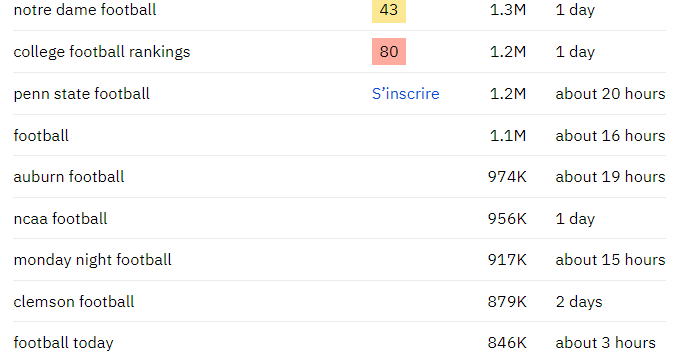 notre dame football 43 1.3M 1 day
college football rankings 80 1.2M 1 day
penn state football S’inscrire 1.2M about 20 hours
football 1.1M about 16 hours
auburn football 974K about 19 hours
ncaa football 956K 1 day
monday night football 917K about 15 hours
clemson football 879K 2 days
football today 846K about 3 hours